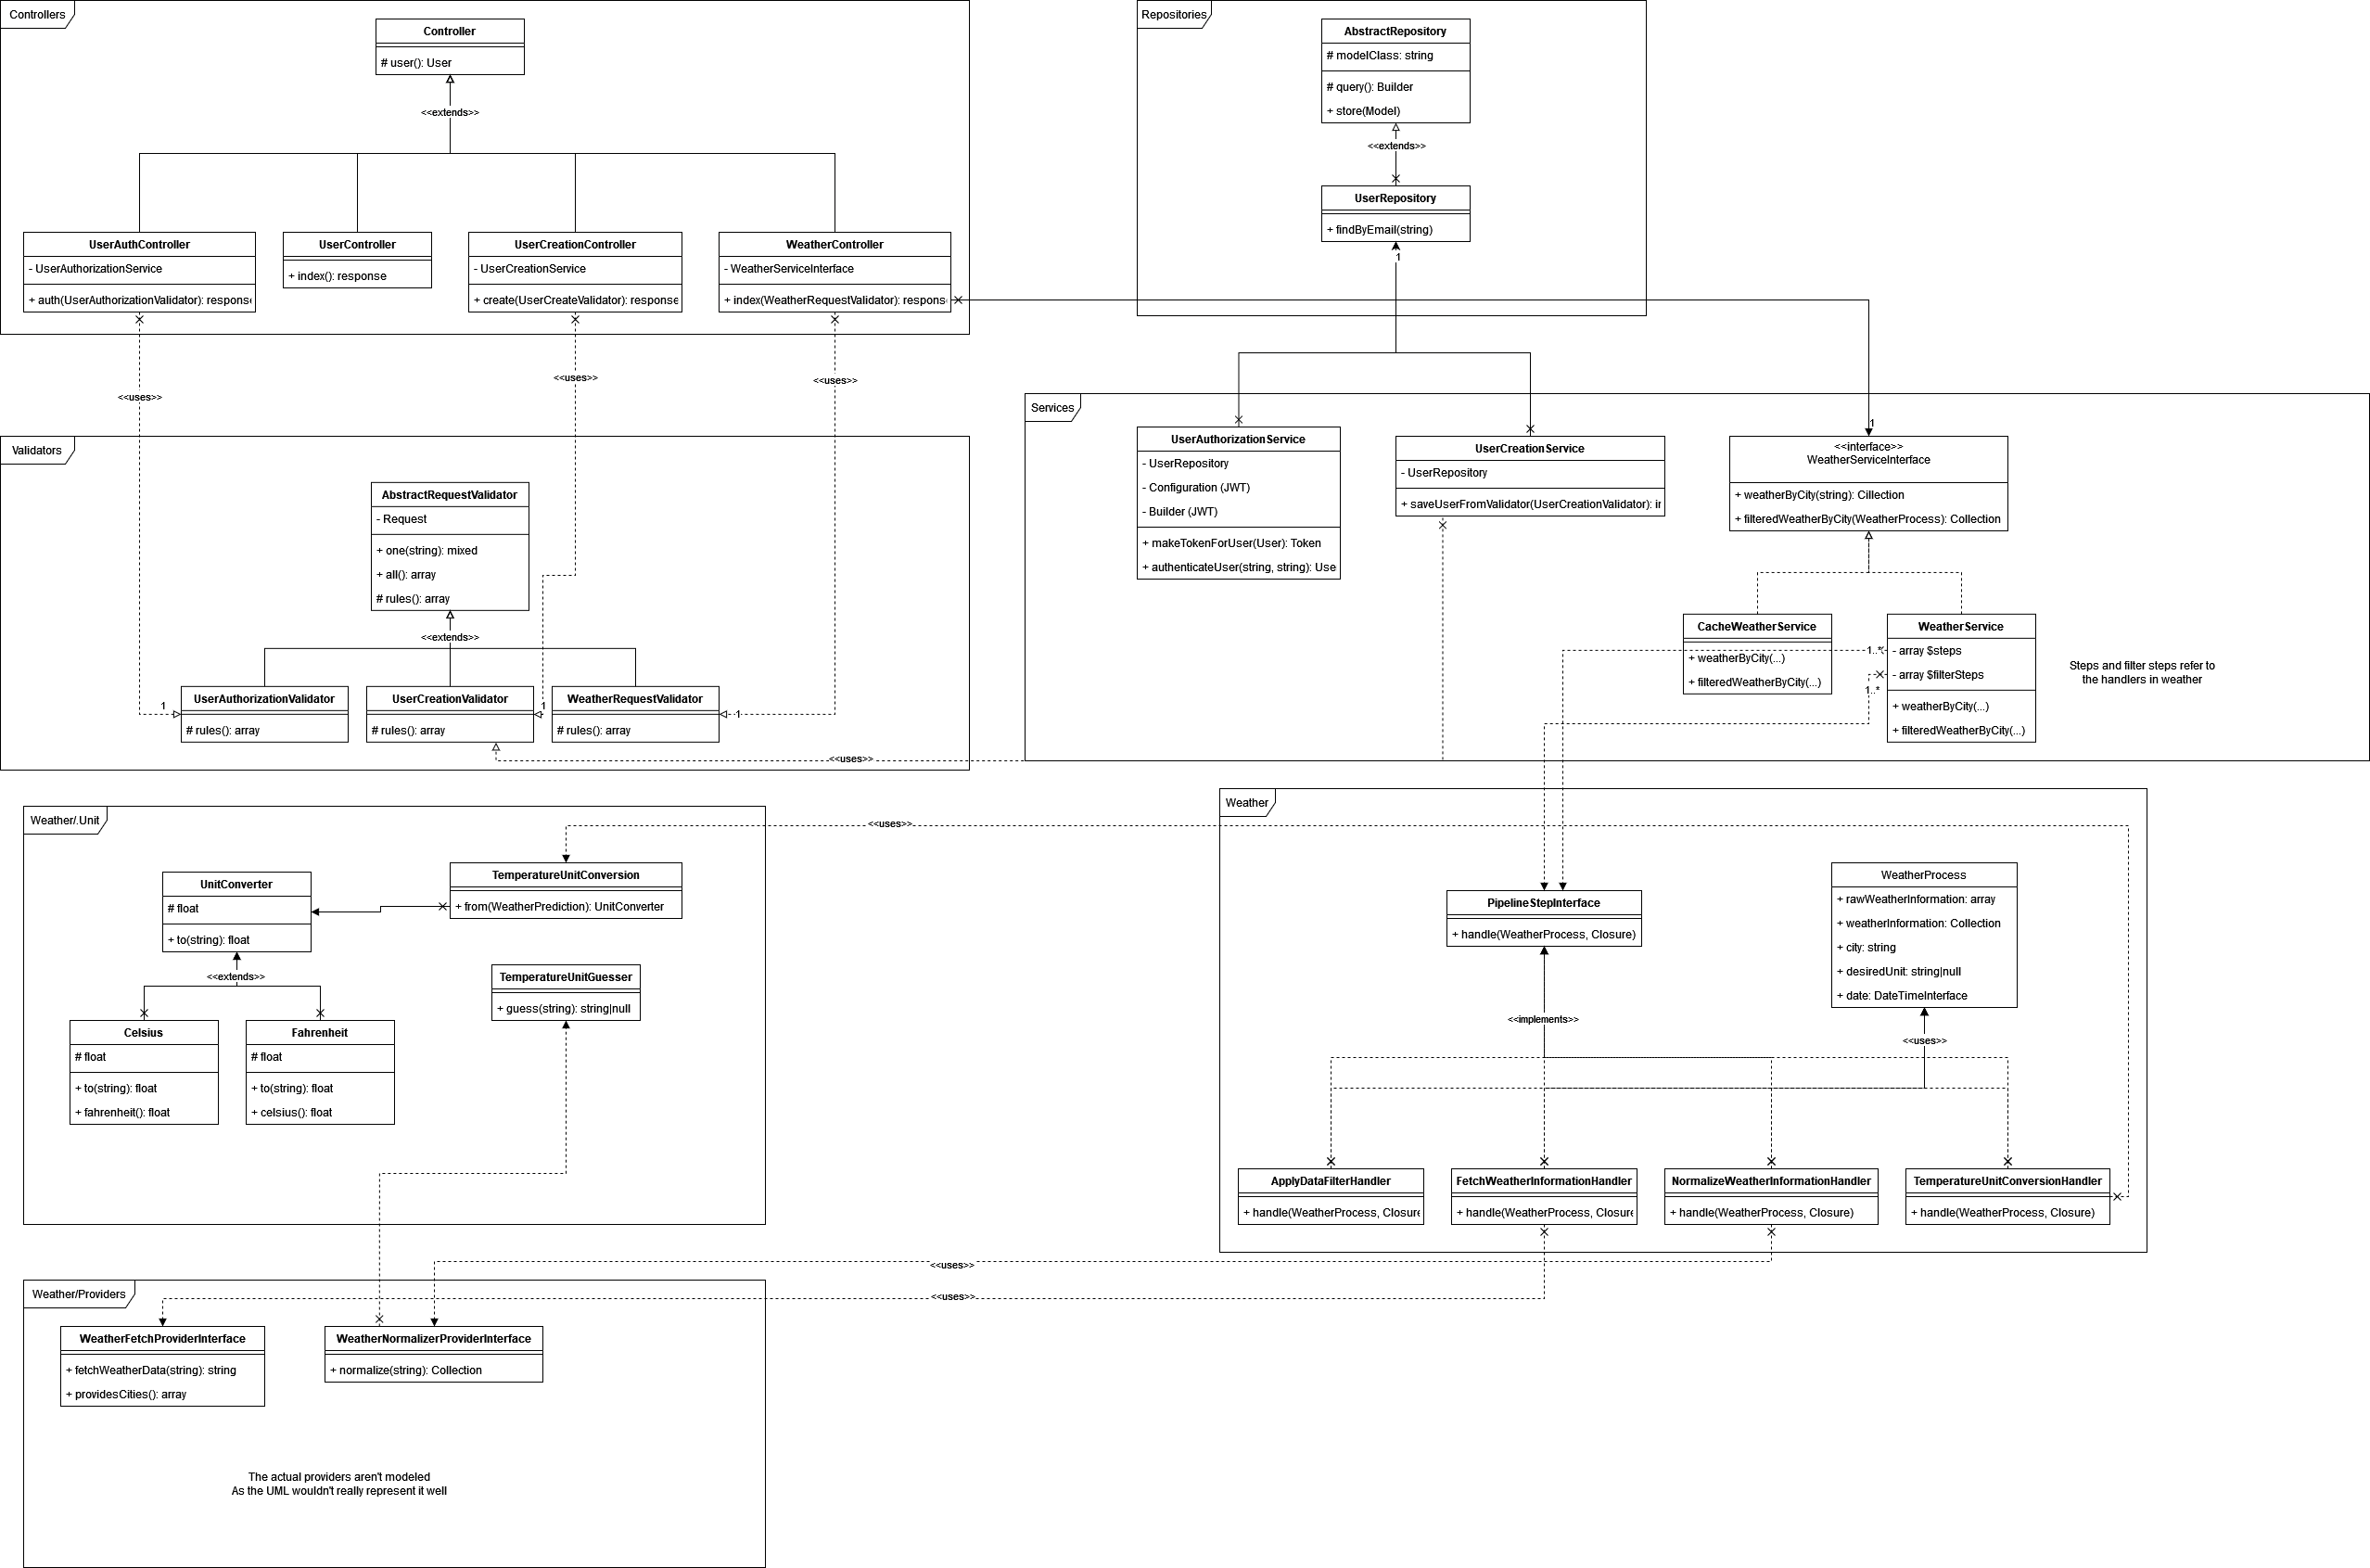 Controllers
Controller
# user(): User
<<extends>>
UserAuthController
- UserAuthorizationService
+ auth(UserAuthorizationValidator): response
UserController
+ index(): response
UserCreationController
- UserCreationService
+ create(UserCreateValidator): response
WeatherController
- WeatherServiceInterface
+ index(WeatherRequestValidator): respons
<<uses>>
<<uses>>
<<uses>>
Repositories
AbstractRepository
# modelClass: string
# query(): Builder
+ store(Model)
<<extends>>
UserRepository
+ findByEmail(string)
1
Validators
AbstractRequestValidator
- Request
+ one(string): mixed
+ all(): array
# rules(): array
<<extends>>
UserAuthorizationValidator
# rules(): array
1
UserCreationValidator
# rules(): array
1
WeatherRequestValidator
# rules(): array
1
<<uses>>
Services
UserAuthorizationService
- UserRepository
- Configuration (JWT)
- Builder (JWT)
+ makeTokenForUser(User): Token
+ authenticateUser(string, string): Use
UserCreationService
- UserRepository
+ saveUserFromValidator(UserCreationValidator): ir
1
<<interface>>
WeatherServiceInterface
+ weatherByCity(string): Cillection
+ filteredWeatherByCity(WeatherProcess): Collection
CacheWeatherService
+ weatherByCity(...)
+ filteredWeatherByCity(...)
WeatherService
- array $steps
- array $filterSteps
+ weatherByCity(...)
+ filteredWeatherByCity(...)
1..*
1..*
Steps and filter steps refer to
the handlers in weather
Weather/.Unit
UnitConverter
# float
+ to(string): float
<<extends>>
TemperatureUnitConversion
+ from(WeatherPrediction): UnitConverter
TemperatureUnitGuesser
+ guess(string): string|null
Celsius
# float
+ to(string): float
+ fahrenheit(): float
Fahrenheit
# float
+ to(string): float
+ celsius(): float
<<uses>>
Weather
PipelineStepInterface
+ handle(WeatherProcess, Closure)
WeatherProcess
+ rawWeatherInformation: array
+ weatherInformation: Collection
+ city: string
+ desiredUnit: string|null
+ date: DateTimeInterface
<<implements>>
<<uses>>
ApplyDataFilterHandler
+ handle(WeatherProcess, Closure
FetchWeatherInformationHandler
+ handle(WeatherProcess, Closure
NormalizeWeatherInformationHandler
+ handle(WeatherProcess, Closure)
TemperatureUnitConversionHandler
+ handle(WeatherProcess, Closure)
<<uses>>
<<uses>>
Weather/Providers
WeatherFetchProviderInterface
+ fetchWeatherData(string): string
+ providesCities(): array
WeatherNormalizerProviderInterface
+ normalize(string): Collection
The actual providers aren't modeled
As the UML wouldn't really represent it well